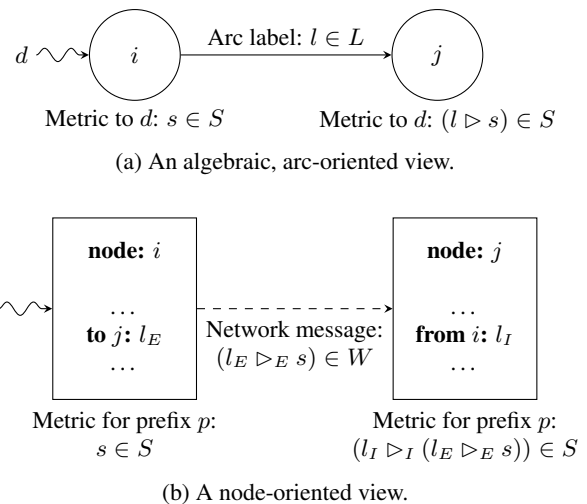 d
i
Arc label: l ∈ L
j
Metric to d: s ∈ S
Metric to d: (l ▷ s) ∈ S
(a) An algebraic, arc-oriented view.
node: i
...
to j: l_E
...
Network message:
(l_E ▷_E s) ∈ W
node: j
...
from i: l_I
...
Metric for prefix p:
s ∈ S
Metric for prefix p:
(l_I ▷_I (l_E ▷_E s)) ∈ S
(b) A node-oriented view.